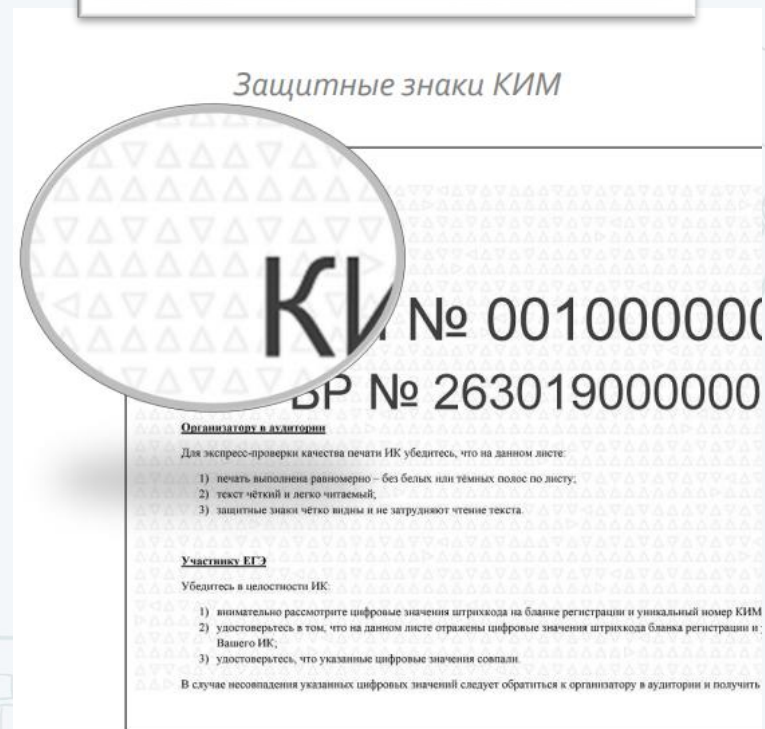 Защитные знаки КИМ
КИ № 001000000
БР № 263019000000
Организатору в аудитории
Для экспресс-проверки качества печати ИК убедитесь, что на данном листе:
1) печать выполнена равномерно – без белых или тёмных полос по листу;
2) текст чёткий и легко читаемый;
3) защитные знаки чётко видны и не затрудняют чтение текста.
Участнику ЕГЭ
Убедитесь в целостности ИК:
1) внимательно рассмотрите цифровые значения штрихкода на бланке регистрации и уникальный номер КИМ
2) удостоверьтесь в том, что на данном листе отражены цифровые значения штрихкода бланка регистрации и
Вашего ИК;
3) удостоверьтесь, что указанные цифровые значения совпали.
В случае несовпадения указанных цифровых значений следует обратиться к организатору в аудитории и получить